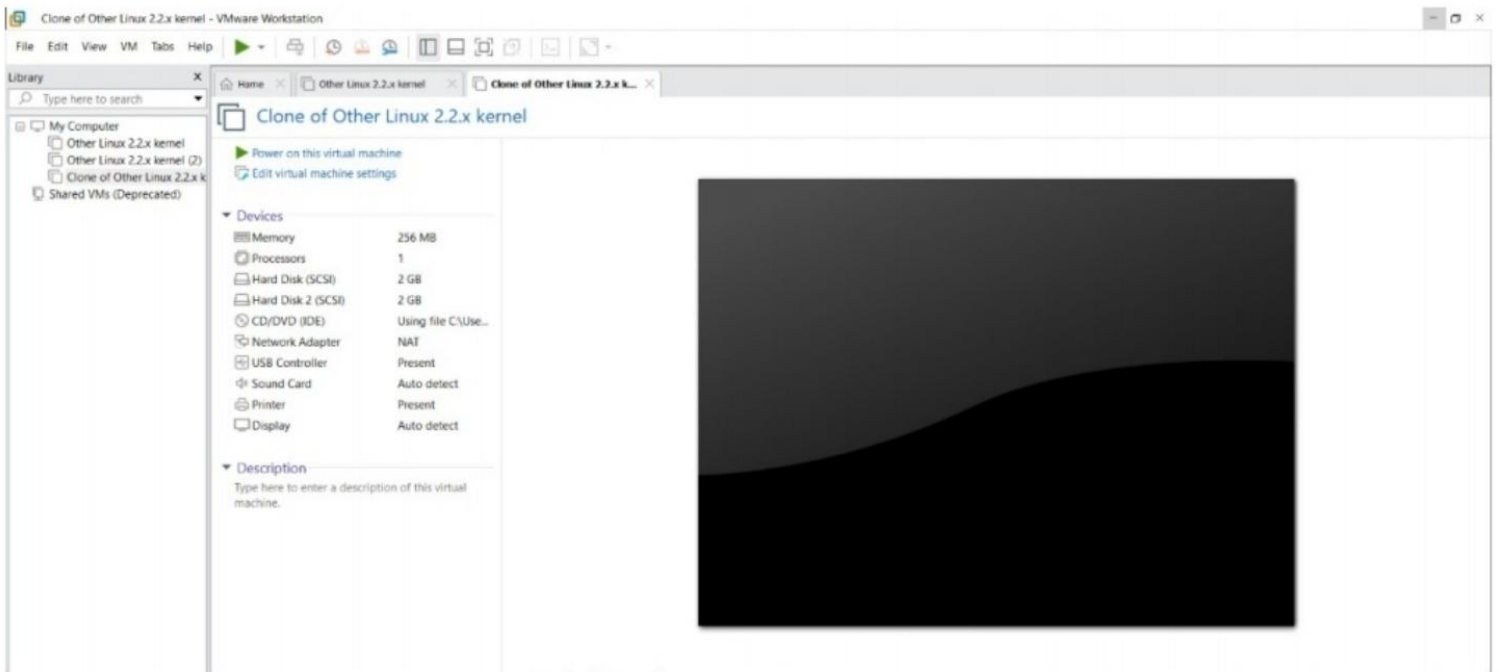 Clone of Other Linux 2.2.x kernel - VMware Workstation
File Edit View VM Tabs Help
Library
Type here to search
My Computer
Other Linux 2.2.x kernel
Other Linux 2.2.x kernel (2)
Clone of Other Linux 2.2.x k
Shared VMs (Deprecated)
Home
Other Linux 2.2.x kernel
Clone of Other Linux 2.2.x k...
Clone of Other Linux 2.2.x kernel
Power on this virtual machine
Edit virtual machine settings
Devices
Memory 256 MB
Processors 1
Hard Disk (SCSI) 2 GB
Hard Disk 2 (SCSI) 2 GB
CD/DVD (IDE) Using file C:\Use...
Network Adapter NAT
USB Controller Present
Sound Card Auto detect
Printer Present
Display Auto detect
Description
Type here to enter a description of this virtual
machine.